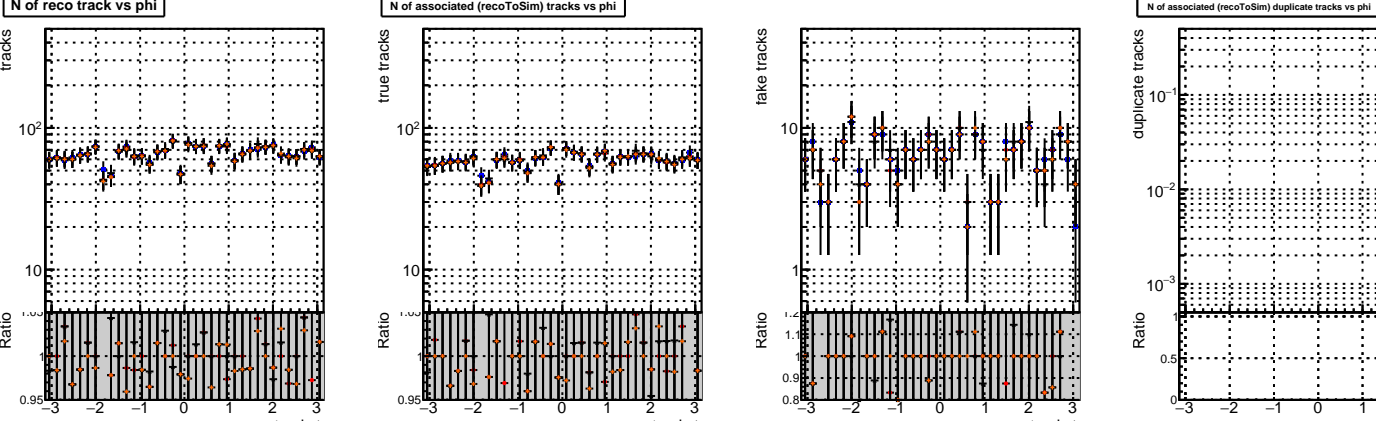 N of reco track vs phi
tracks
10²
10
Ratio
1.05
1
0.95
−3 −2 −1 0 1 2 3
N of associated (recoToSim) tracks vs phi
true tracks
10²
10
Ratio
1.05
1
0.95
−3 −2 −1 0 1 2 3
fake tracks
10
1
Ratio
1.2
1.1
1
0.9
0.8
−3 −2 −1 0 1 2 3
N of associated (recoToSim) duplicate tracks vs phi
duplicate tracks
10⁻¹
10⁻²
10⁻³
Ratio
1
0.5
0
−3 −2 −1 0 1